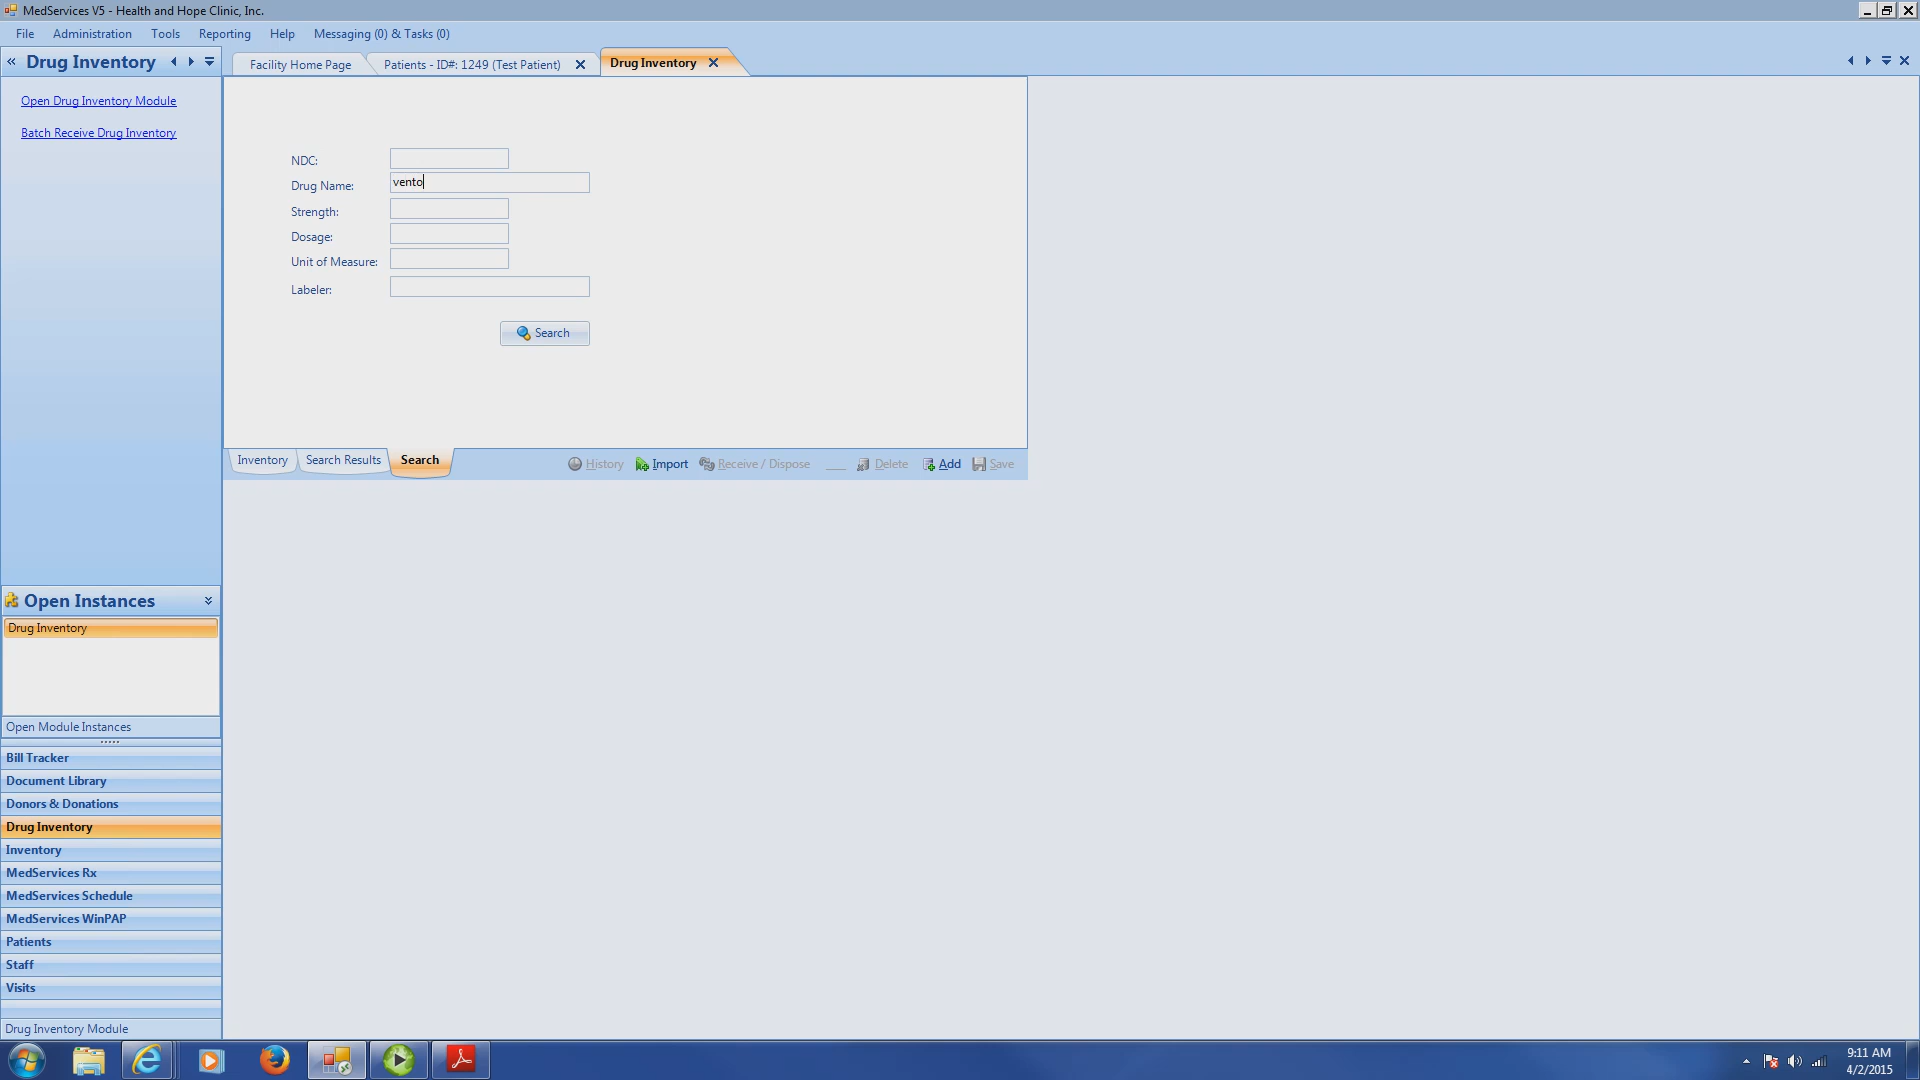 MedServices V5 - Health and Hope Clinic, Inc.
File Administration Tools Reporting Help Messaging (0) & Tasks (0)
Drug Inventory
Facility Home Page
Patients - ID#: 1249 (Test Patient)
Drug Inventory
Open Drug Inventory Module
Batch Receive Drug Inventory
NDC:
Drug Name: vento
Strength:
Dosage:
Unit of Measure:
Labeler:
Search
Inventory Search Results Search History Import Receive / Dispose Delete Add Save
Open Instances
Drug Inventory
Open Module Instances
Bill Tracker
Document Library
Donors & Donations
Drug Inventory
Inventory
MedServices Rx
MedServices Schedule
MedServices WinPAP
Patients
Staff
Visits
Drug Inventory Module
9:11 AM
4/2/2015